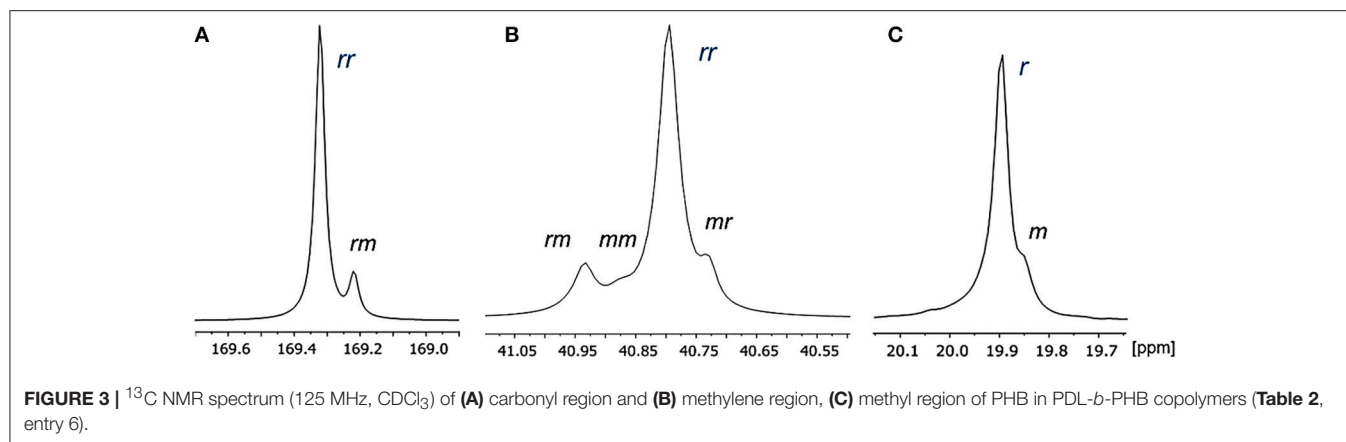 A
B
C
rr
rr
r
rm
rm
mm
mr
m
169.6 169.4 169.2 169.0
41.05 40.95 40.85 40.75 40.65 40.55
20.1 20.0 19.9 19.8 19.7 [ppm]
FIGURE 3 | ¹³C NMR spectrum (125 MHz, CDCl₃) of (A) carbonyl region and (B) methylene region, (C) methyl region of PHB in PDL-b-PHB copolymers (Table 2,
entry 6).